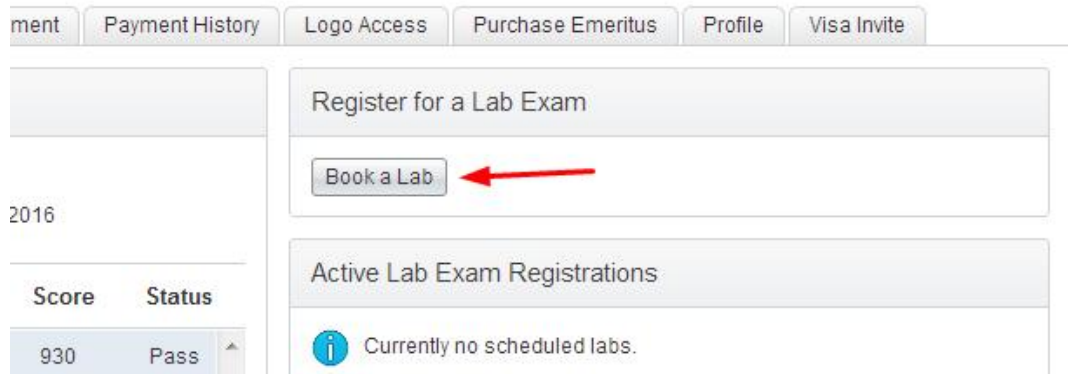 ment Payment History Logo Access Purchase Emeritus Profile Visa Invite
Register for a Lab Exam
Book a Lab
2016
Active Lab Exam Registrations
Score Status
930 Pass
Currently no scheduled labs.